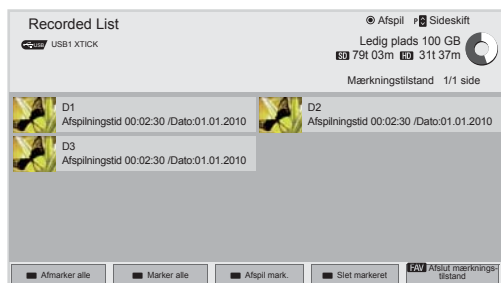 Recorded List
Afspil P Sideskift
USB USB1 XTICK
Ledig plads 100 GB
SD 79t 03m HD 31t 37m
Mærkningstilstand 1/1 side
D1
Afspilningstid 00:02:30 /Dato:01.01.2010
D2
Afspilningstid 00:02:30 /Dato:01.01.2010
D3
Afspilningstid 00:02:30 /Dato:01.01.2010
Afmarker alle
Marker alle
Afspil mark.
Slet markeret
FAV Afslut mærknings-
tilstand